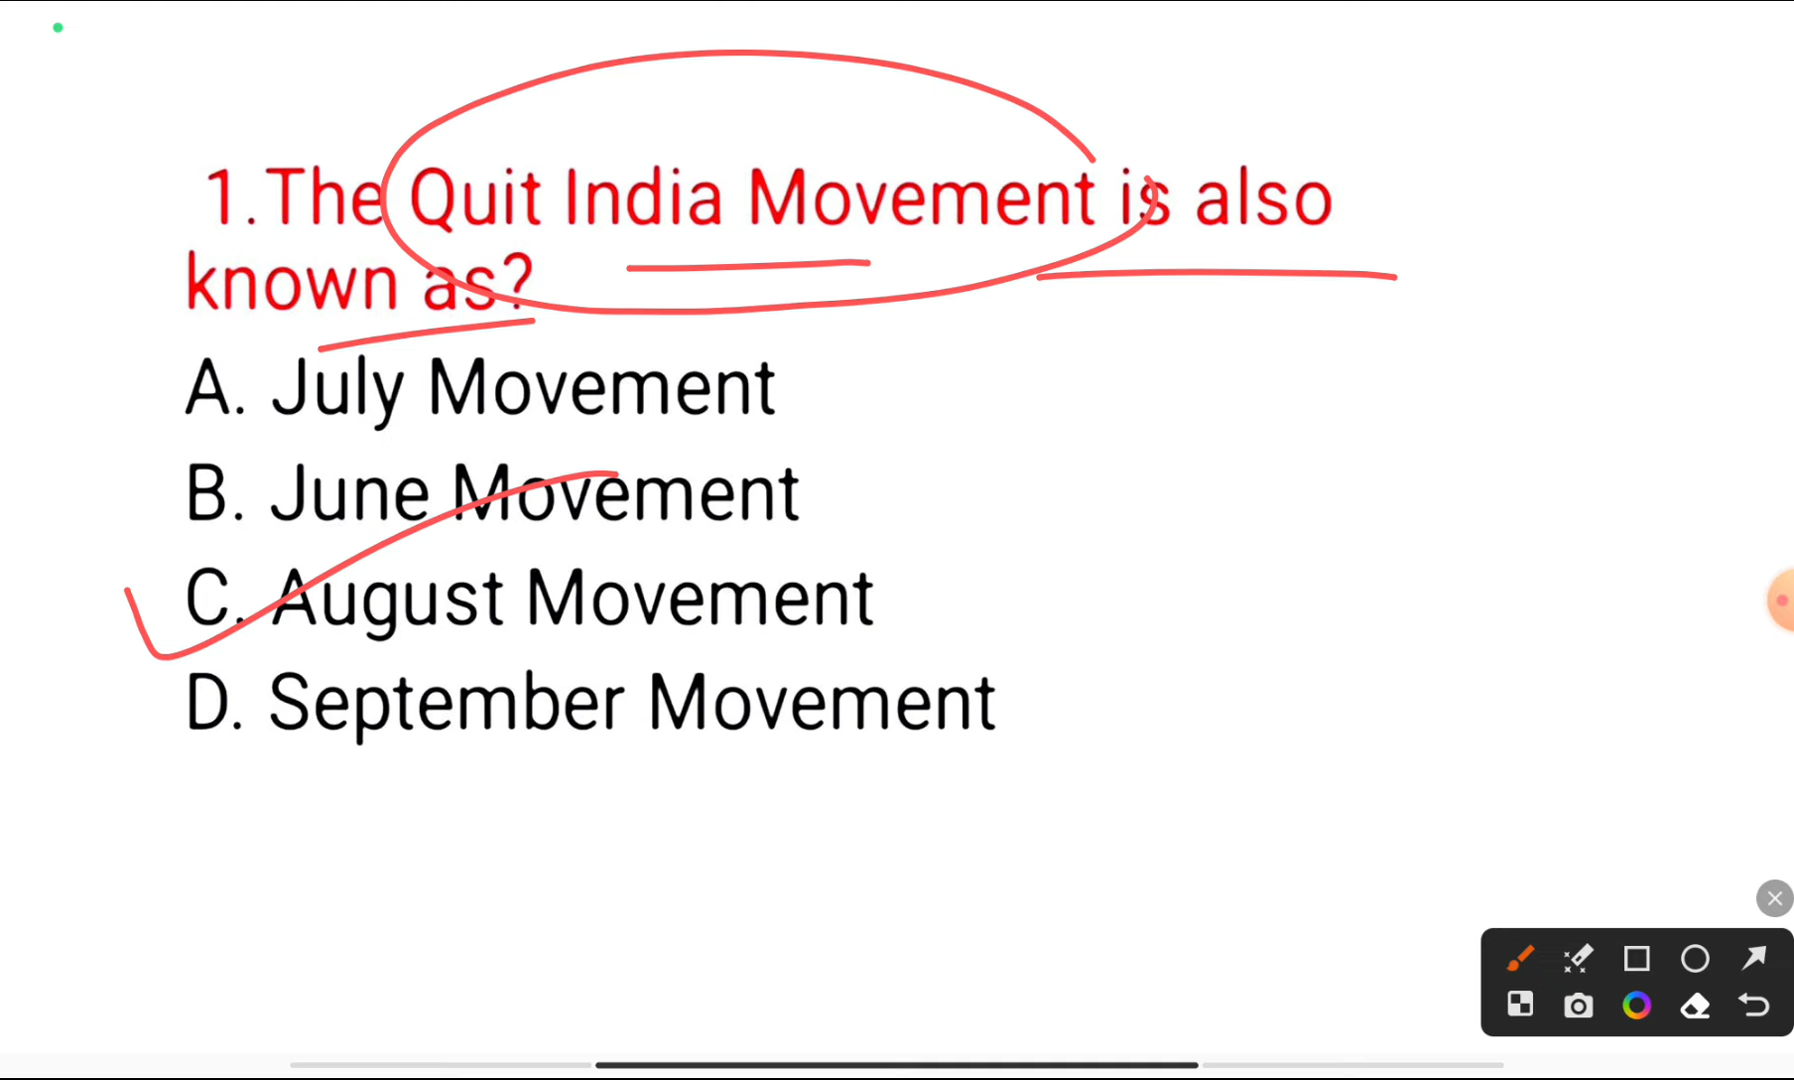 1.The Quit India Movement is also
known as?
A. July Movement
B. June Movement
C. August Movement
D. September Movement